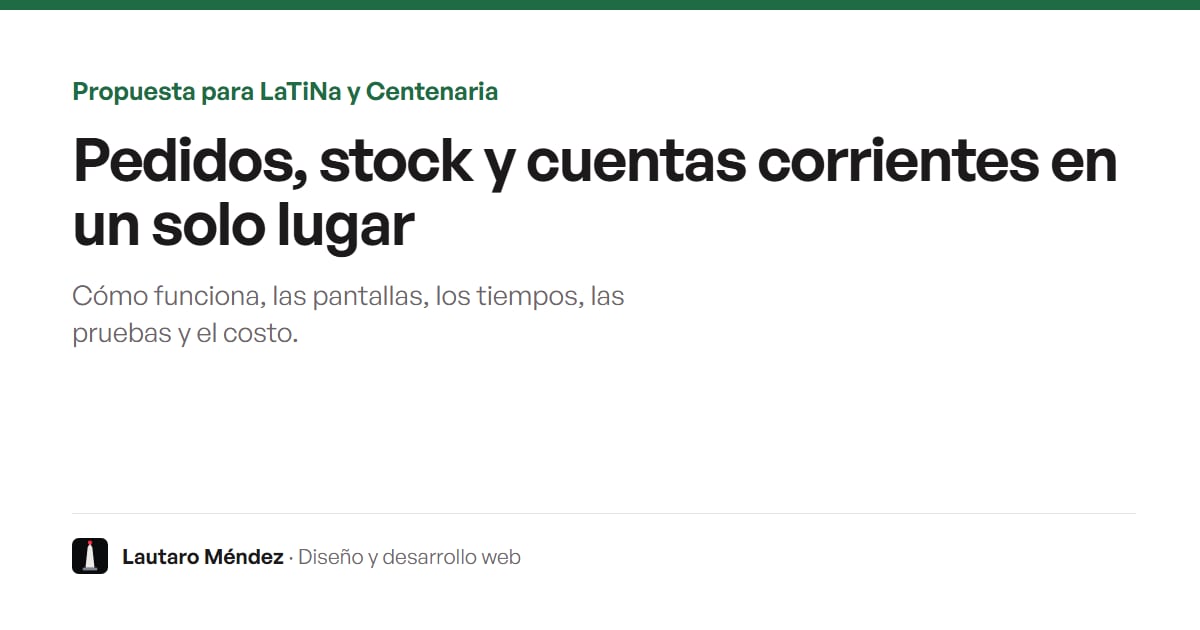 Propuesta para LaTiNa y Centenaria
Pedidos, stock y cuentas corrientes en
un solo lugar
Cómo funciona, las pantallas, los tiempos, las
pruebas y el costo.
Lautaro Méndez · Diseño y desarrollo web